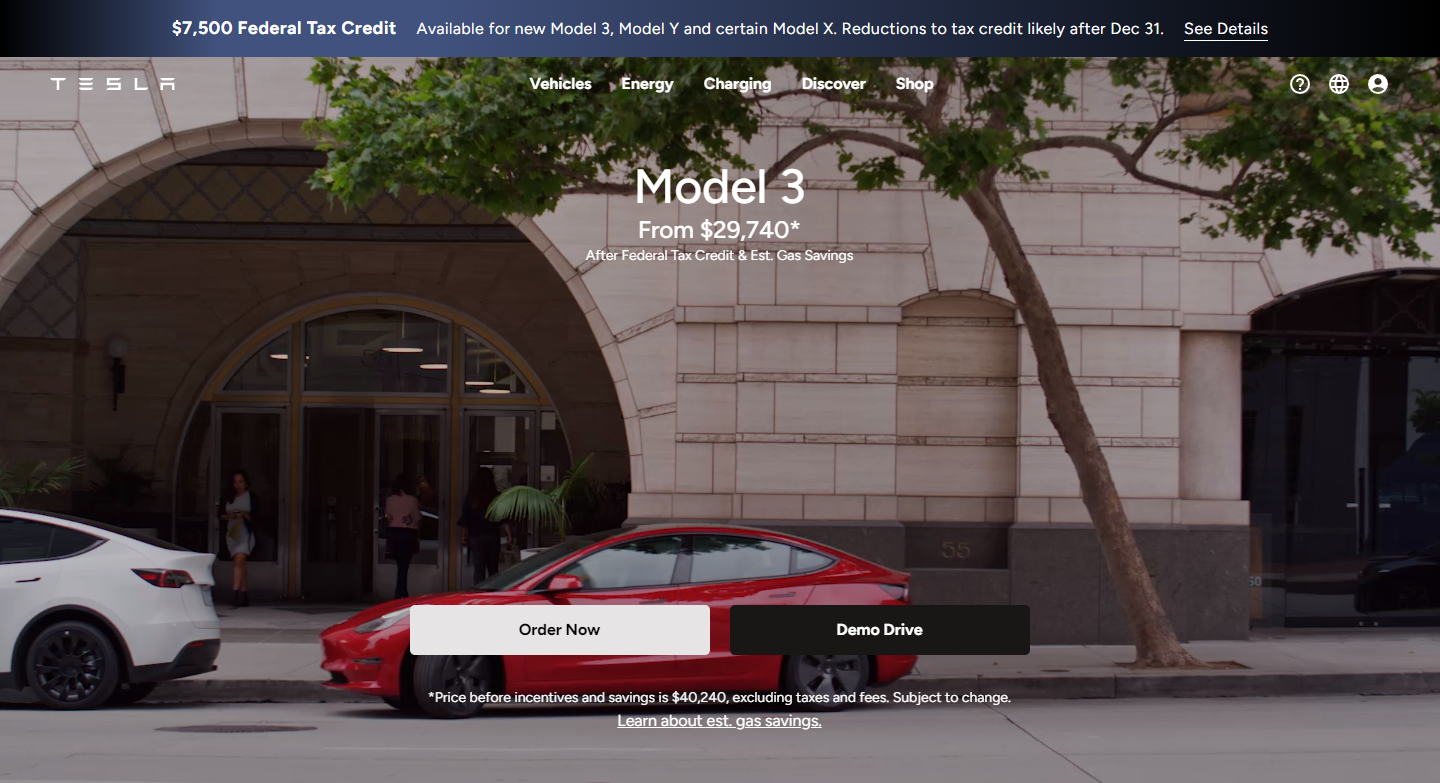 $7,500 Federal Tax Credit Available for new Model 3, Model Y and certain Model X. Reductions to tax credit likely after Dec 31. See Details
TESLA Vehicles Energy Charging Discover Shop
Model 3
From $29,740*
After Federal Tax Credit & Est. Gas Savings
55
50
Order Now Demo Drive
*Price before incentives and savings is $40,240, excluding taxes and fees. Subject to change.
Learn about est. gas savings.